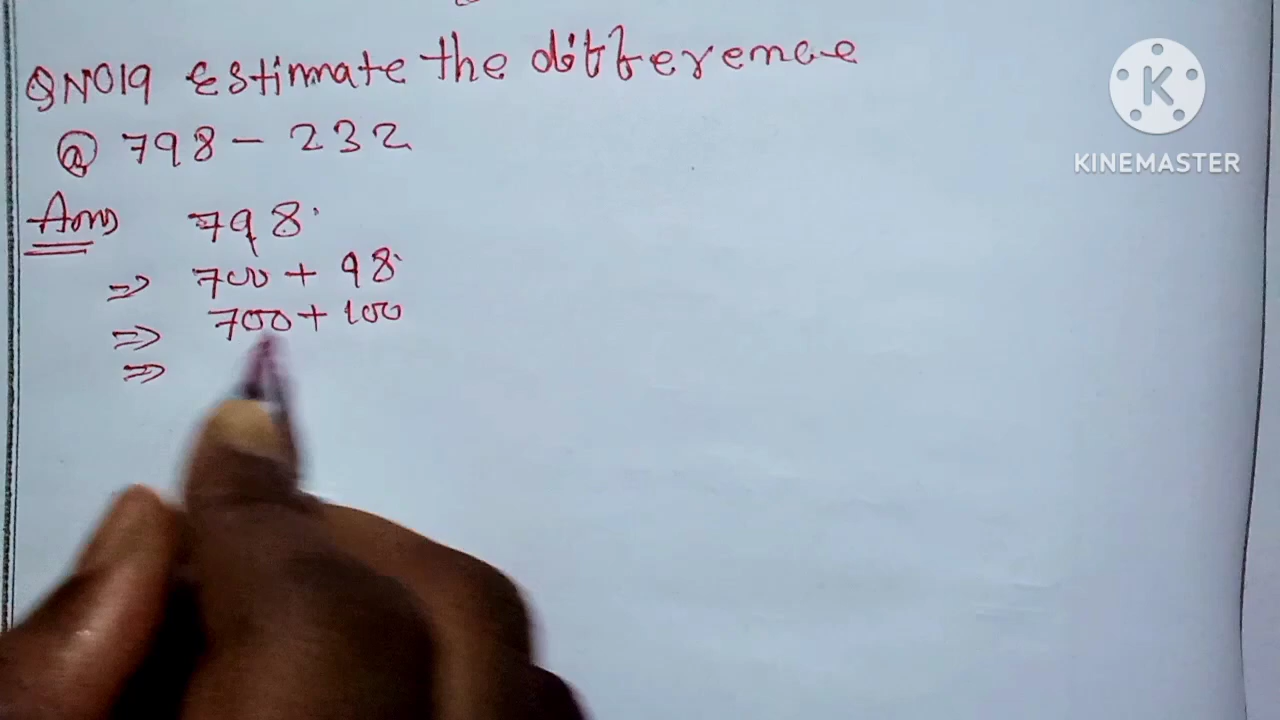 QNO19 Estimate the difference
ⓐ 798 - 232
Ans 798
⇒ 700 + 98
⇒ 700 + 100
⇒
K
KINEMASTER